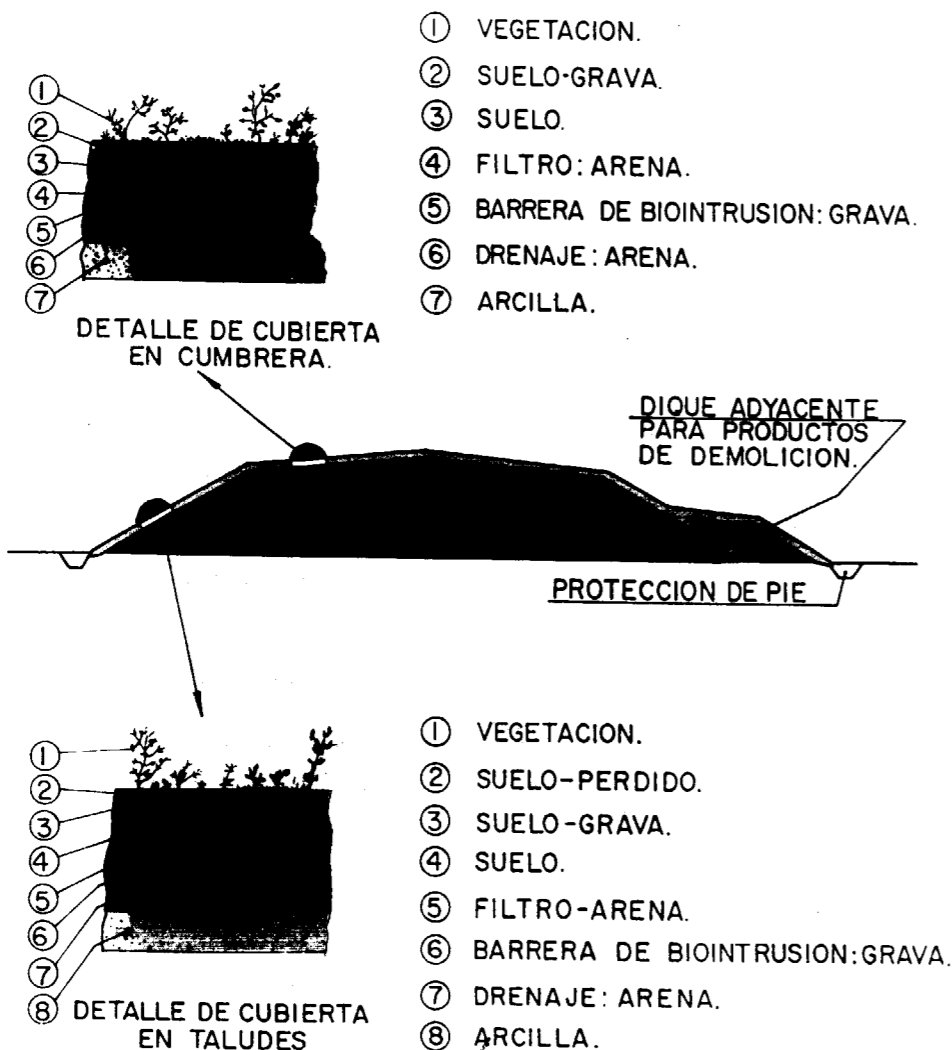 ① VEGETACION.
② SUELO-GRAVA.
③ SUELO.
④ FILTRO: ARENA.
⑤ BARRERA DE BIOINTRUSION: GRAVA.
⑥ DRENAJE: ARENA.
⑦ ARCILLA.
①
②
③
④
⑤
⑥
⑦
DETALLE DE CUBIERTA
EN CUMBRERA.
DIQUE ADYACENTE
PARA PRODUCTOS
DE DEMOLICION.
PROTECCION DE PIE
①
②
③
④
⑤
⑥
⑦
⑧
DETALLE DE CUBIERTA
EN TALUDES
① VEGETACION.
② SUELO-PERDIDO.
③ SUELO-GRAVA.
④ SUELO.
⑤ FILTRO-ARENA.
⑥ BARRERA DE BIOINTRUSION: GRAVA.
⑦ DRENAJE: ARENA.
⑧ ARCILLA.